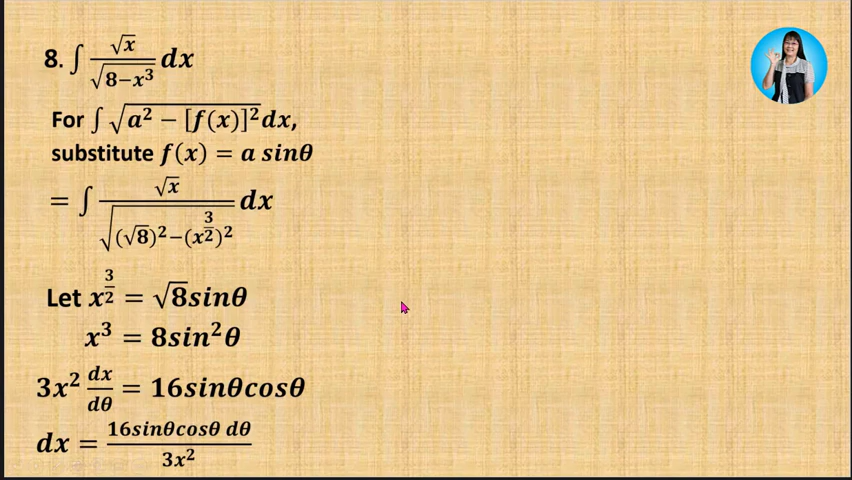 8. ∫ √x / √(8−x³) dx
For ∫ √(a² − [f(x)]²) dx,
substitute f(x) = a sinθ
= ∫ √x / √((√8)² − (x^(3/2))²) dx
Let x^(3/2) = √8 sinθ
x³ = 8sin²θ
3x² dx/dθ = 16sinθcosθ
dx = 16sinθcosθ dθ / 3x²